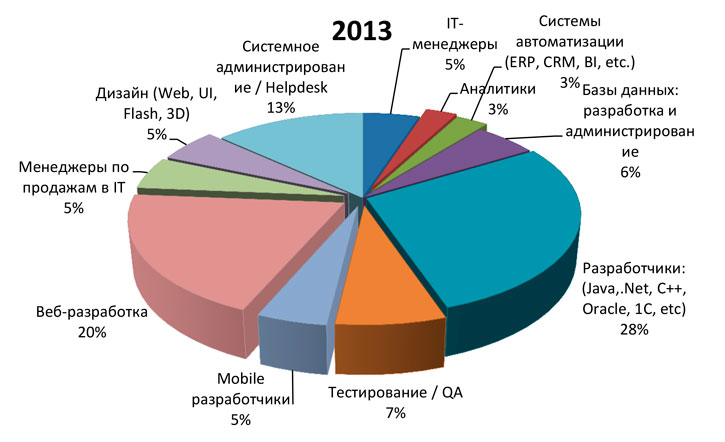 2013
IT-
менеджеры
5%
Системы
автоматизации
(ERP, CRM, BI, etc.)
3%
Аналитики
3%
Базы данных:
разработка и
администрирован
ие
6%
Разработчики:
(Java,.Net, C++,
Oracle, 1C, etc)
28%
Тестирование / QA
7%
Mobile
разработчики
5%
Веб-разработка
20%
Менеджеры по
продажам в IT
5%
Дизайн (Web, UI,
Flash, 3D)
5%
Системное
администрирован
ие / Helpdesk
13%